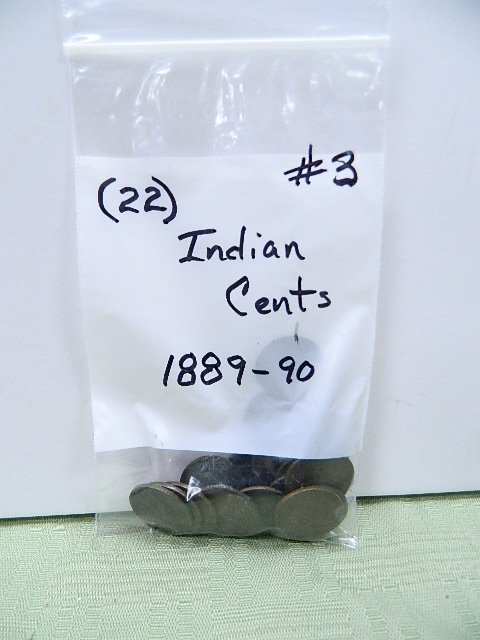 #3
(22)
Indian
Cents
1889-90